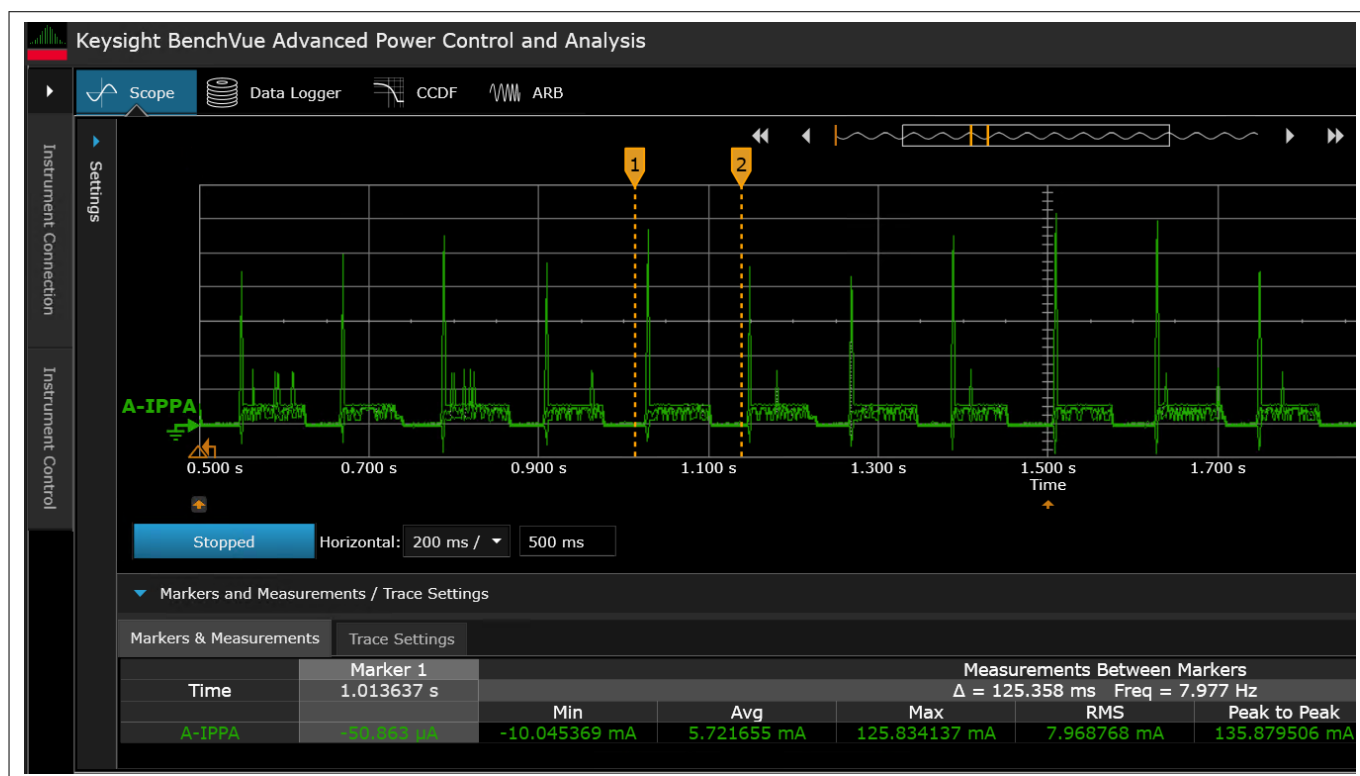 Keysight BenchVue Advanced Power Control and Analysis
Scope Data Logger CCDF ARB
Instrument Connection
Instrument Control
Settings
1 2
A-IPPA
0.500 s 0.700 s 0.900 s 1.100 s 1.300 s 1.500 s 1.700 s
Time
Stopped Horizontal: 200 ms / 500 ms
Markers and Measurements / Trace Settings
Markers & Measurements Trace Settings
Marker 1 Measurements Between Markers
Time 1.013637 s Δ = 125.358 ms Freq = 7.977 Hz
Min Avg Max RMS Peak to Peak
A-IPPA -50.863 µA -10.045369 mA 5.721655 mA 125.834137 mA 7.968768 mA 135.879506 mA